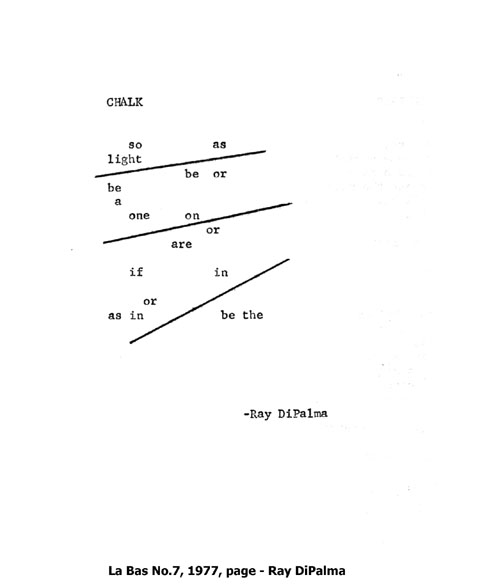 CHALK
so as
light
be or
be
a
one on
or
are
if in
or
as in be the
-Ray DiPalma
La Bas No.7, 1977, page - Ray DiPalma